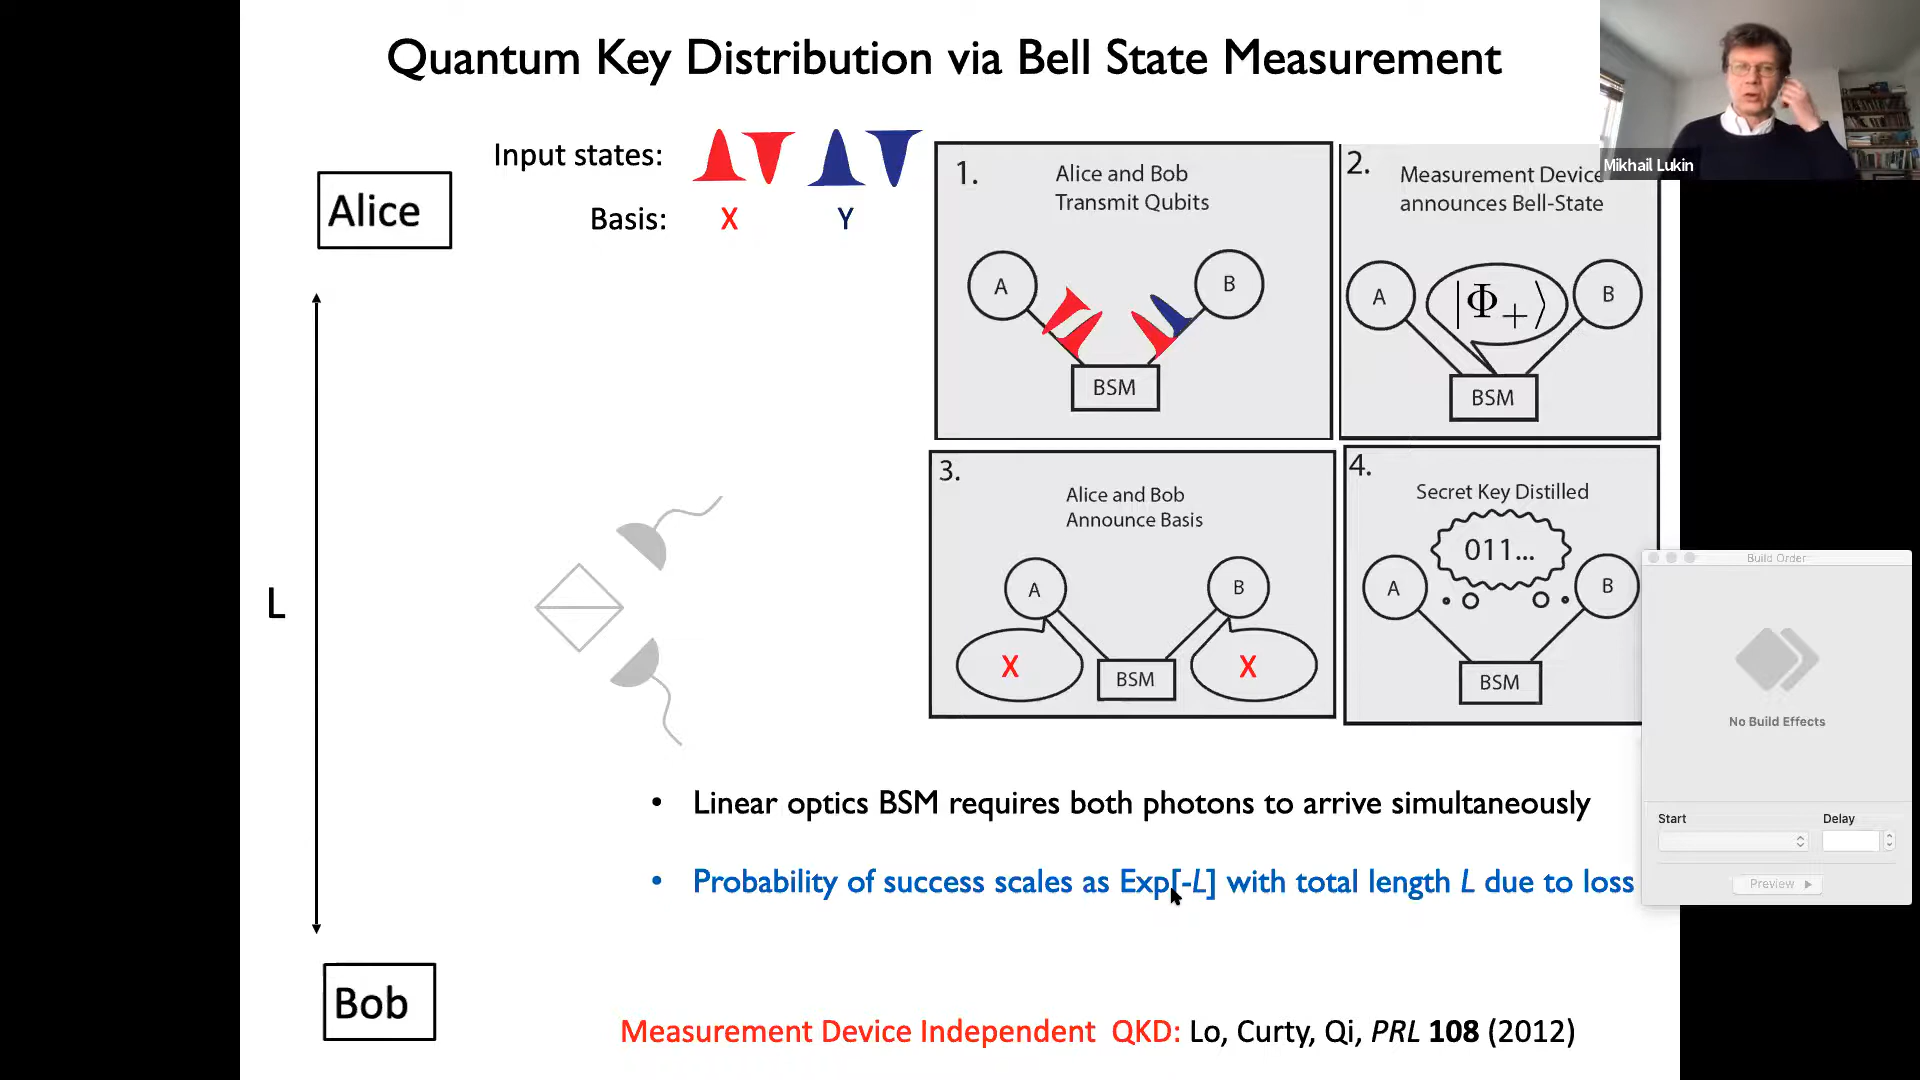 Quantum Key Distribution via Bell State Measurement
Mikhail Lukin
Alice
Input states:
Basis: X Y
1.
Alice and Bob
Transmit Qubits
A
B
BSM
2.
Measurement Device
announces Bell-State
A
|Φ+⟩
B
BSM
3.
Alice and Bob
Announce Basis
A
B
X
X
BSM
4.
Secret Key Distilled
011...
A
B
BSM
L
Build Order
No Build Effects
Start
Delay
Preview
• Linear optics BSM requires both photons to arrive simultaneously
• Probability of success scales as Exp[-L] with total length L due to loss
Bob
Measurement Device Independent QKD: Lo, Curty, Qi, PRL 108 (2012)